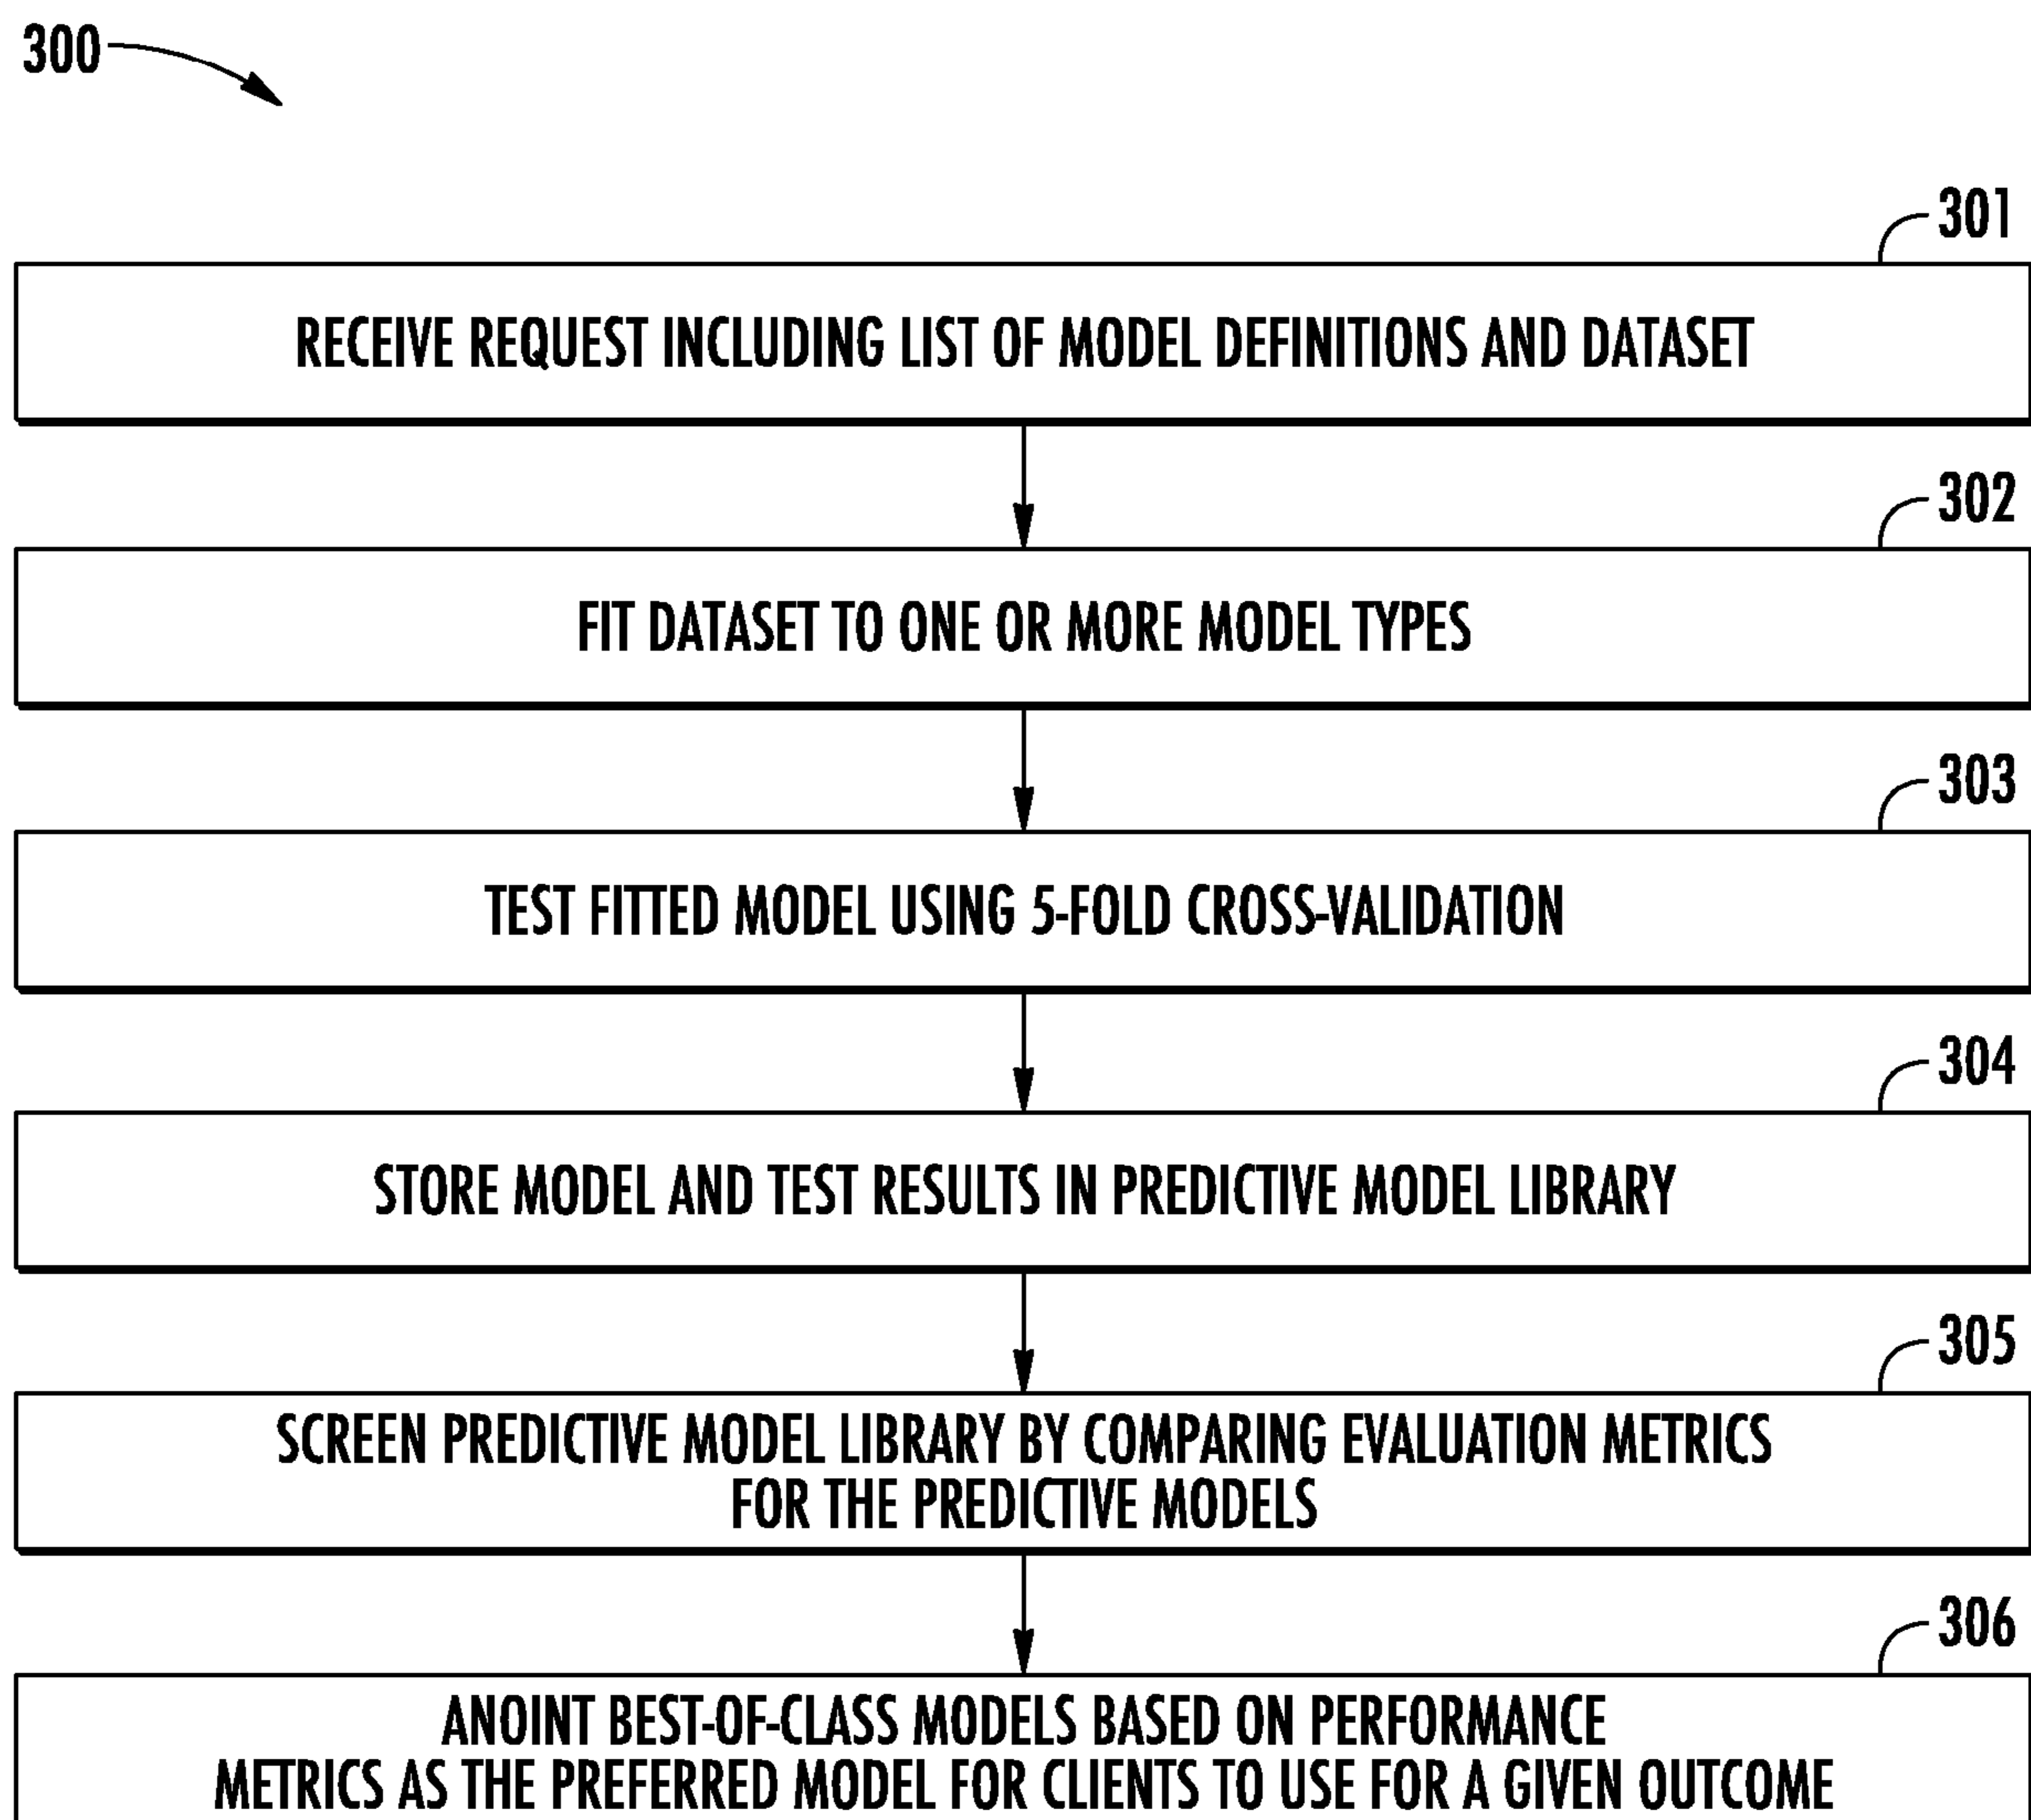 300
301
RECEIVE REQUEST INCLUDING LIST OF MODEL DEFINITIONS AND DATASET
302
FIT DATASET TO ONE OR MORE MODEL TYPES
303
TEST FITTED MODEL USING 5-FOLD CROSS-VALIDATION
304
STORE MODEL AND TEST RESULTS IN PREDICTIVE MODEL LIBRARY
305
SCREEN PREDICTIVE MODEL LIBRARY BY COMPARING EVALUATION METRICS
FOR THE PREDICTIVE MODELS
306
ANOINT BEST-OF-CLASS MODELS BASED ON PERFORMANCE
METRICS AS THE PREFERRED MODEL FOR CLIENTS TO USE FOR A GIVEN OUTCOME